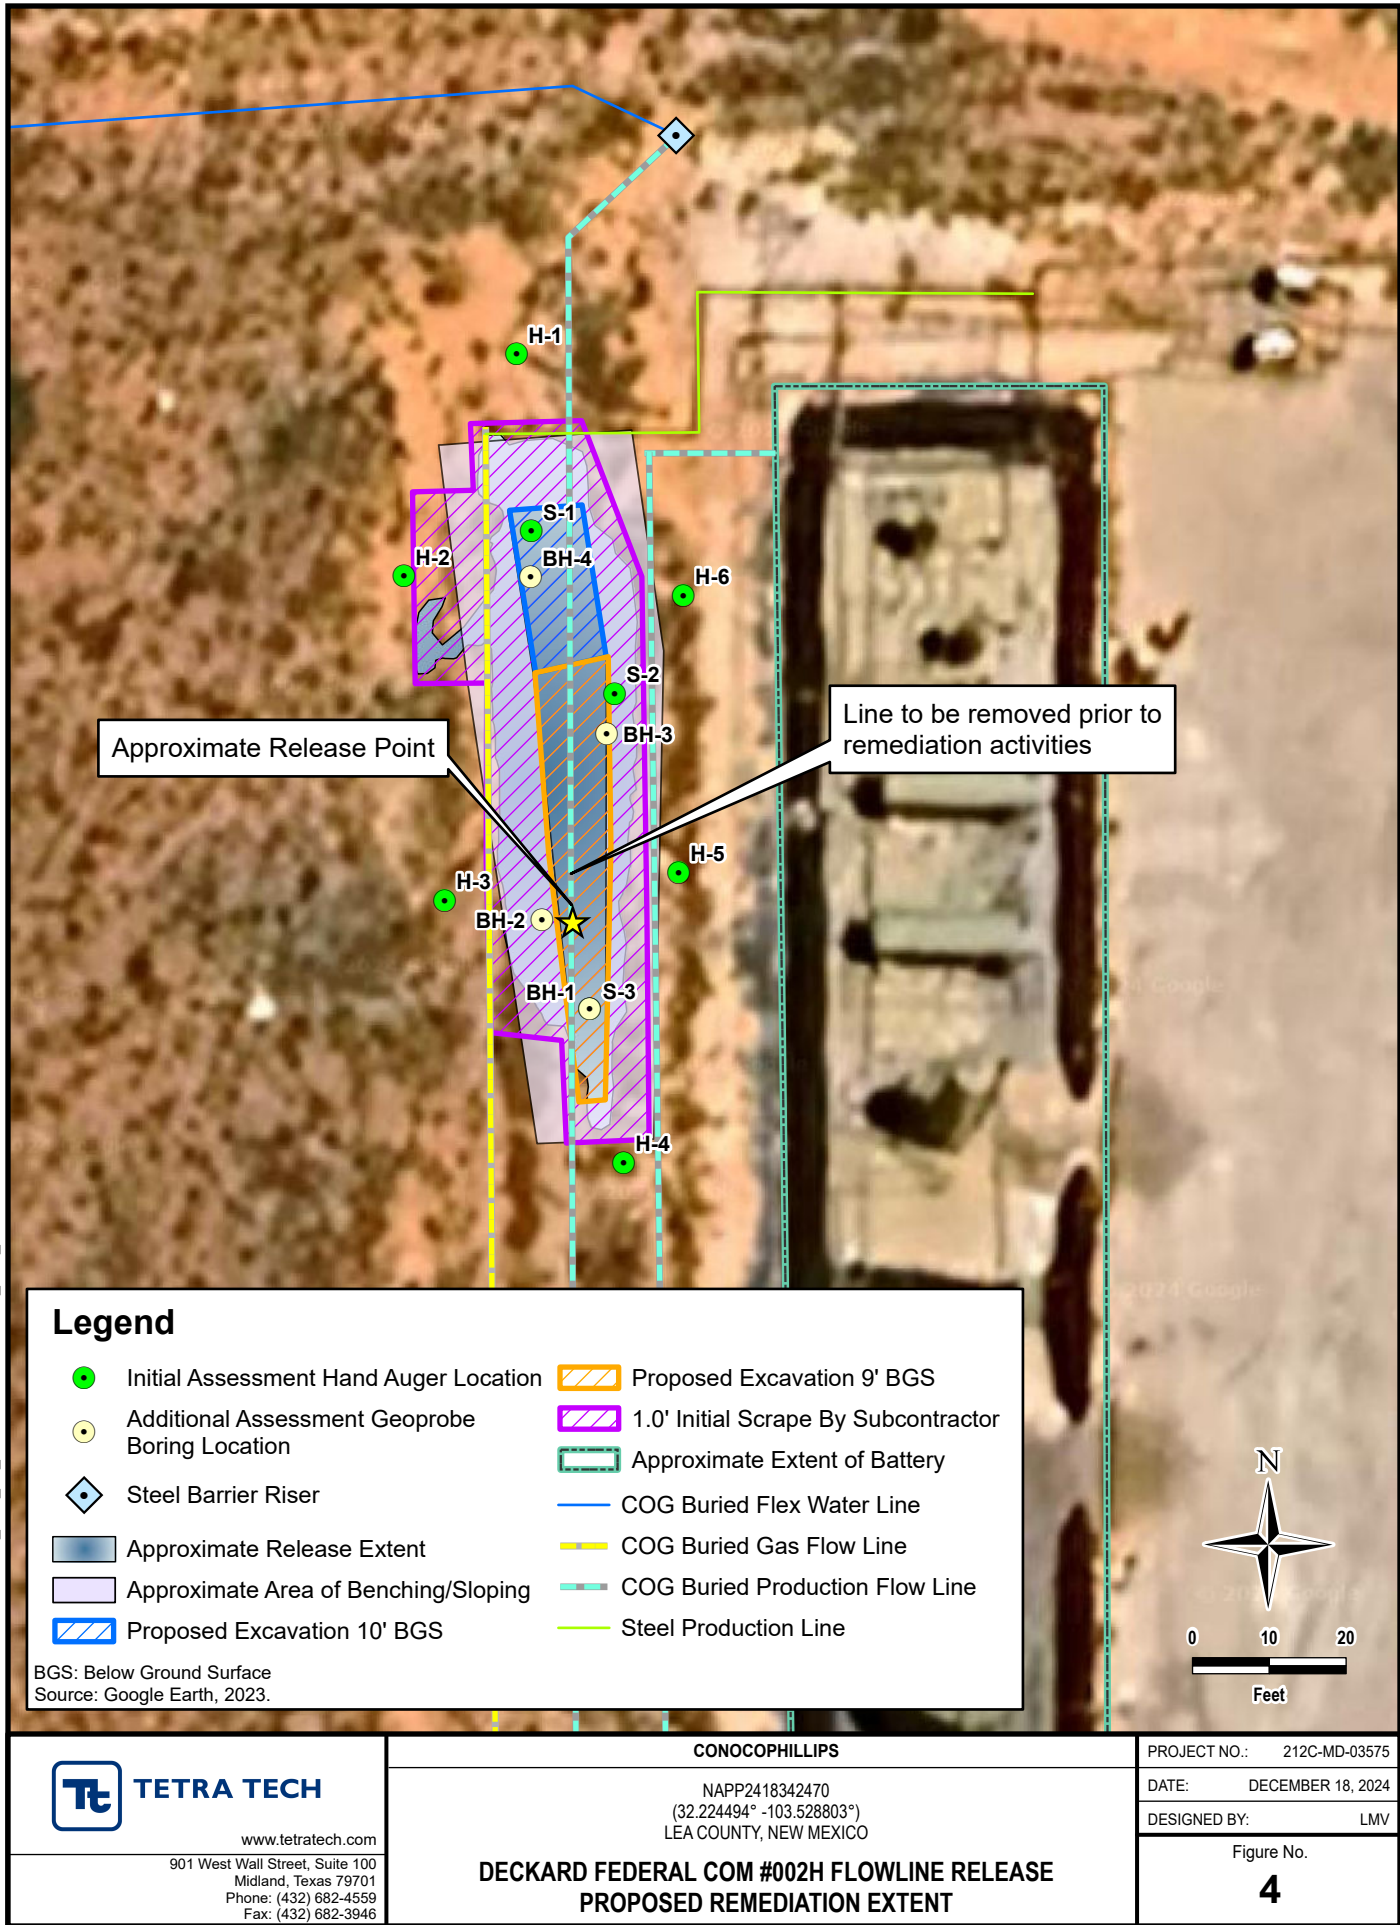 H-1
S-1
BH-4
H-2
H-6
S-2
BH-3
Approximate Release Point
Line to be removed prior to
remediation activities
H-5
H-3
BH-2
BH-1
S-3
H-4
Legend
Initial Assessment Hand Auger Location
Additional Assessment Geoprobe
Boring Location
Steel Barrier Riser
Approximate Release Extent
Approximate Area of Benching/Sloping
Proposed Excavation 10' BGS
Proposed Excavation 9' BGS
1.0' Initial Scrape By Subcontractor
Approximate Extent of Battery
COG Buried Flex Water Line
COG Buried Gas Flow Line
COG Buried Production Flow Line
Steel Production Line
BGS: Below Ground Surface
Source: Google Earth, 2023.
N
0 10 20
Feet
Tt TETRA TECH
www.tetratech.com
901 West Wall Street, Suite 100
Midland, Texas 79701
Phone: (432) 682-4559
Fax: (432) 682-3946
CONOCOPHILLIPS
NAPP2418342470
(32.224494° -103.528803°)
LEA COUNTY, NEW MEXICO
DECKARD FEDERAL COM #002H FLOWLINE RELEASE
PROPOSED REMEDIATION EXTENT
PROJECT NO.: 212C-MD-03575
DATE: DECEMBER 18, 2024
DESIGNED BY: LMV
Figure No.
4